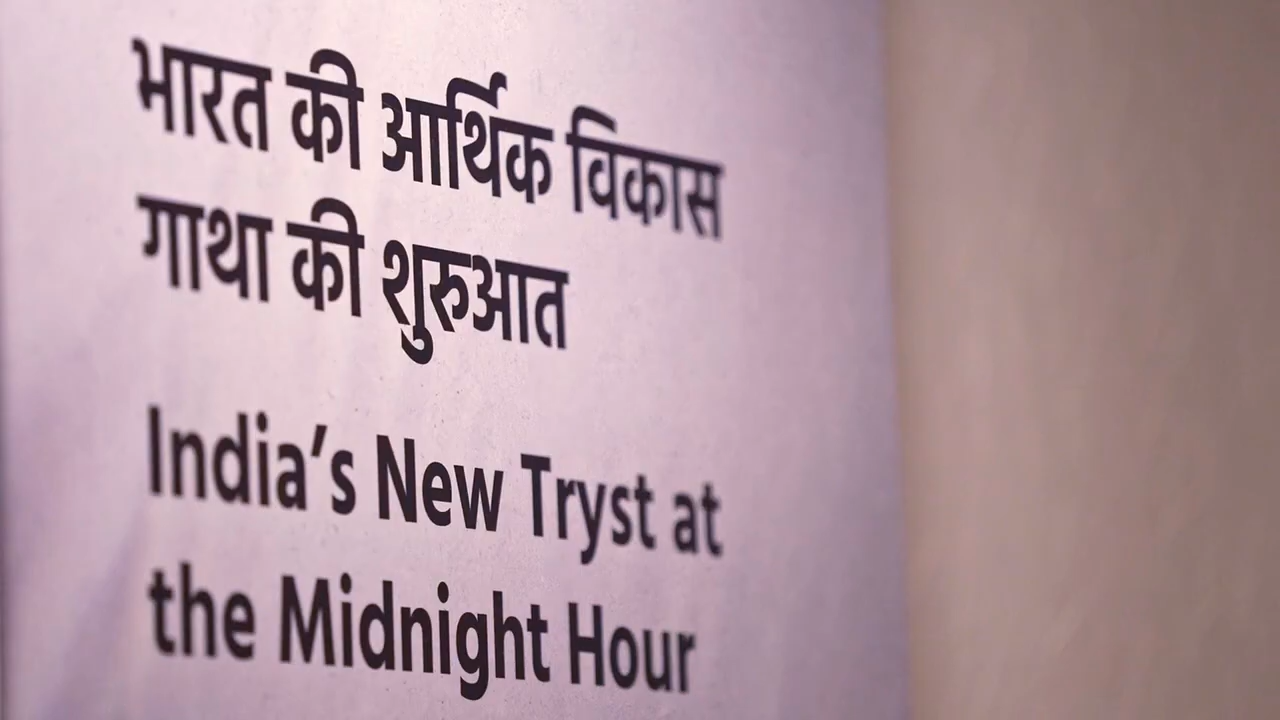 भारत की आर्थिक विकास
गाथा की शुरुआत
India’s New Tryst at
the Midnight Hour